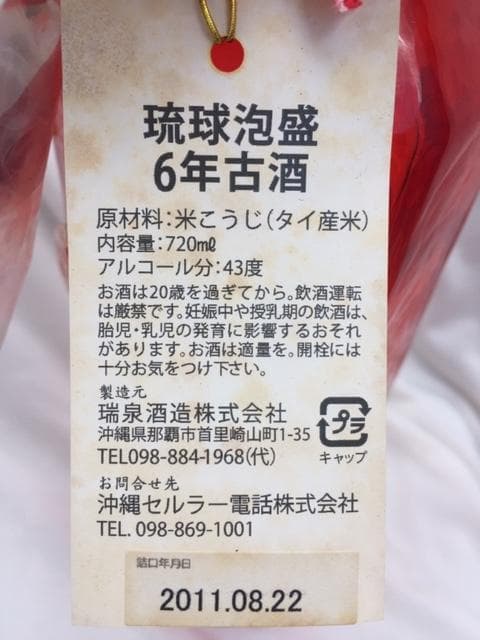 琉球泡盛
6年古酒
原材料:米こうじ(タイ産米)
内容量:720㎖
アルコール分:43度
お酒は20歳を過ぎてから。飲酒運転
は厳禁です。妊娠中や授乳期の飲酒は、
胎児・乳児の発育に影響するおそれ
があります。お酒は適量を。開栓には
十分お気をつけ下さい。
製造元
瑞泉酒造株式会社
沖縄県那覇市首里崎山町1-35
TEL098-884-1968(代)
プラ
キャップ
お問合せ先
沖縄セルラー電話株式会社
TEL. 098-869-1001
詰口年月日
2011.08.22